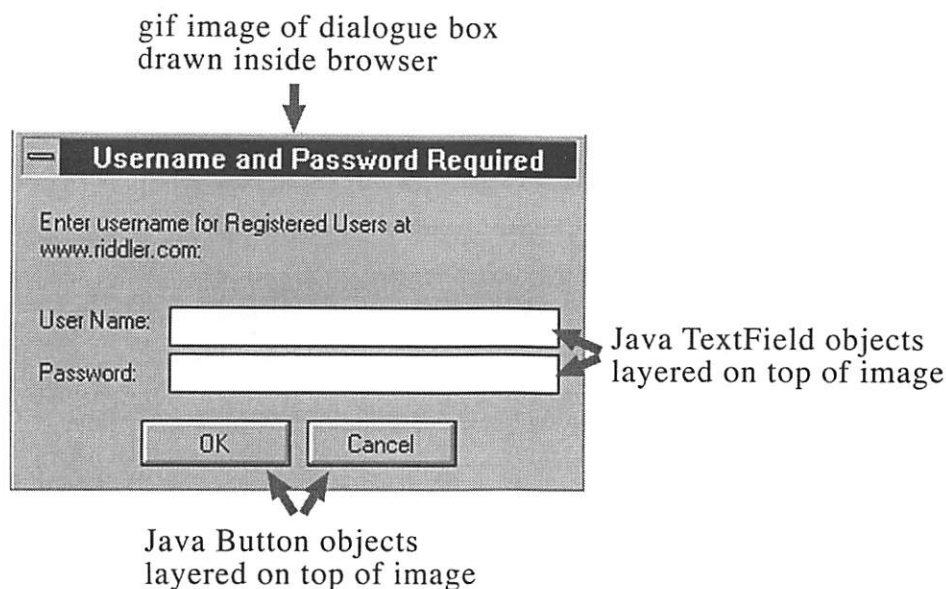 gif image of dialogue box
drawn inside browser
Username and Password Required
Enter username for Registered Users at
www.riddler.com:
User Name:
Password:
Java TextField objects
layered on top of image
OK Cancel
Java Button objects
layered on top of image